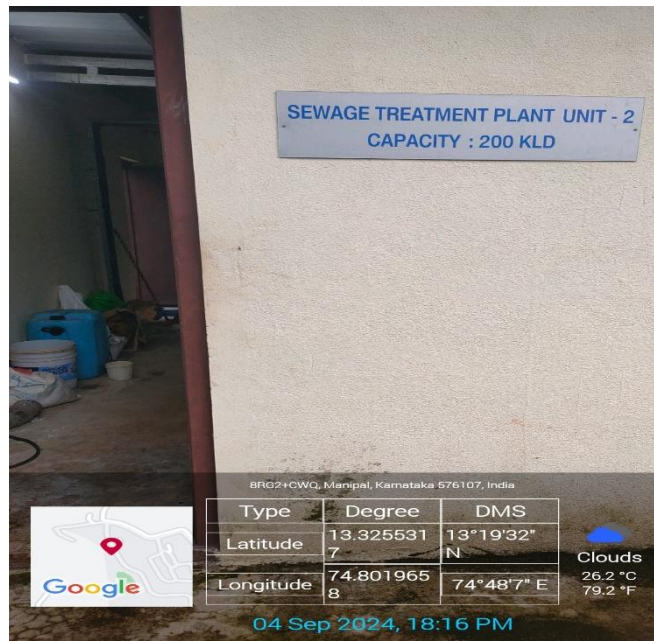 SEWAGE TREATMENT PLANT UNIT - 2
CAPACITY : 200 KLD
8RG2+CWQ, Manipal, Karnataka 576107, India
Type Degree DMS
Latitude 13.325531
7 13°19'32"
N
Longitude 74.801965
8 74°48'7" E
Google
Clouds
26.2 °C
79.2 °F
04 Sep 2024, 18:16 PM